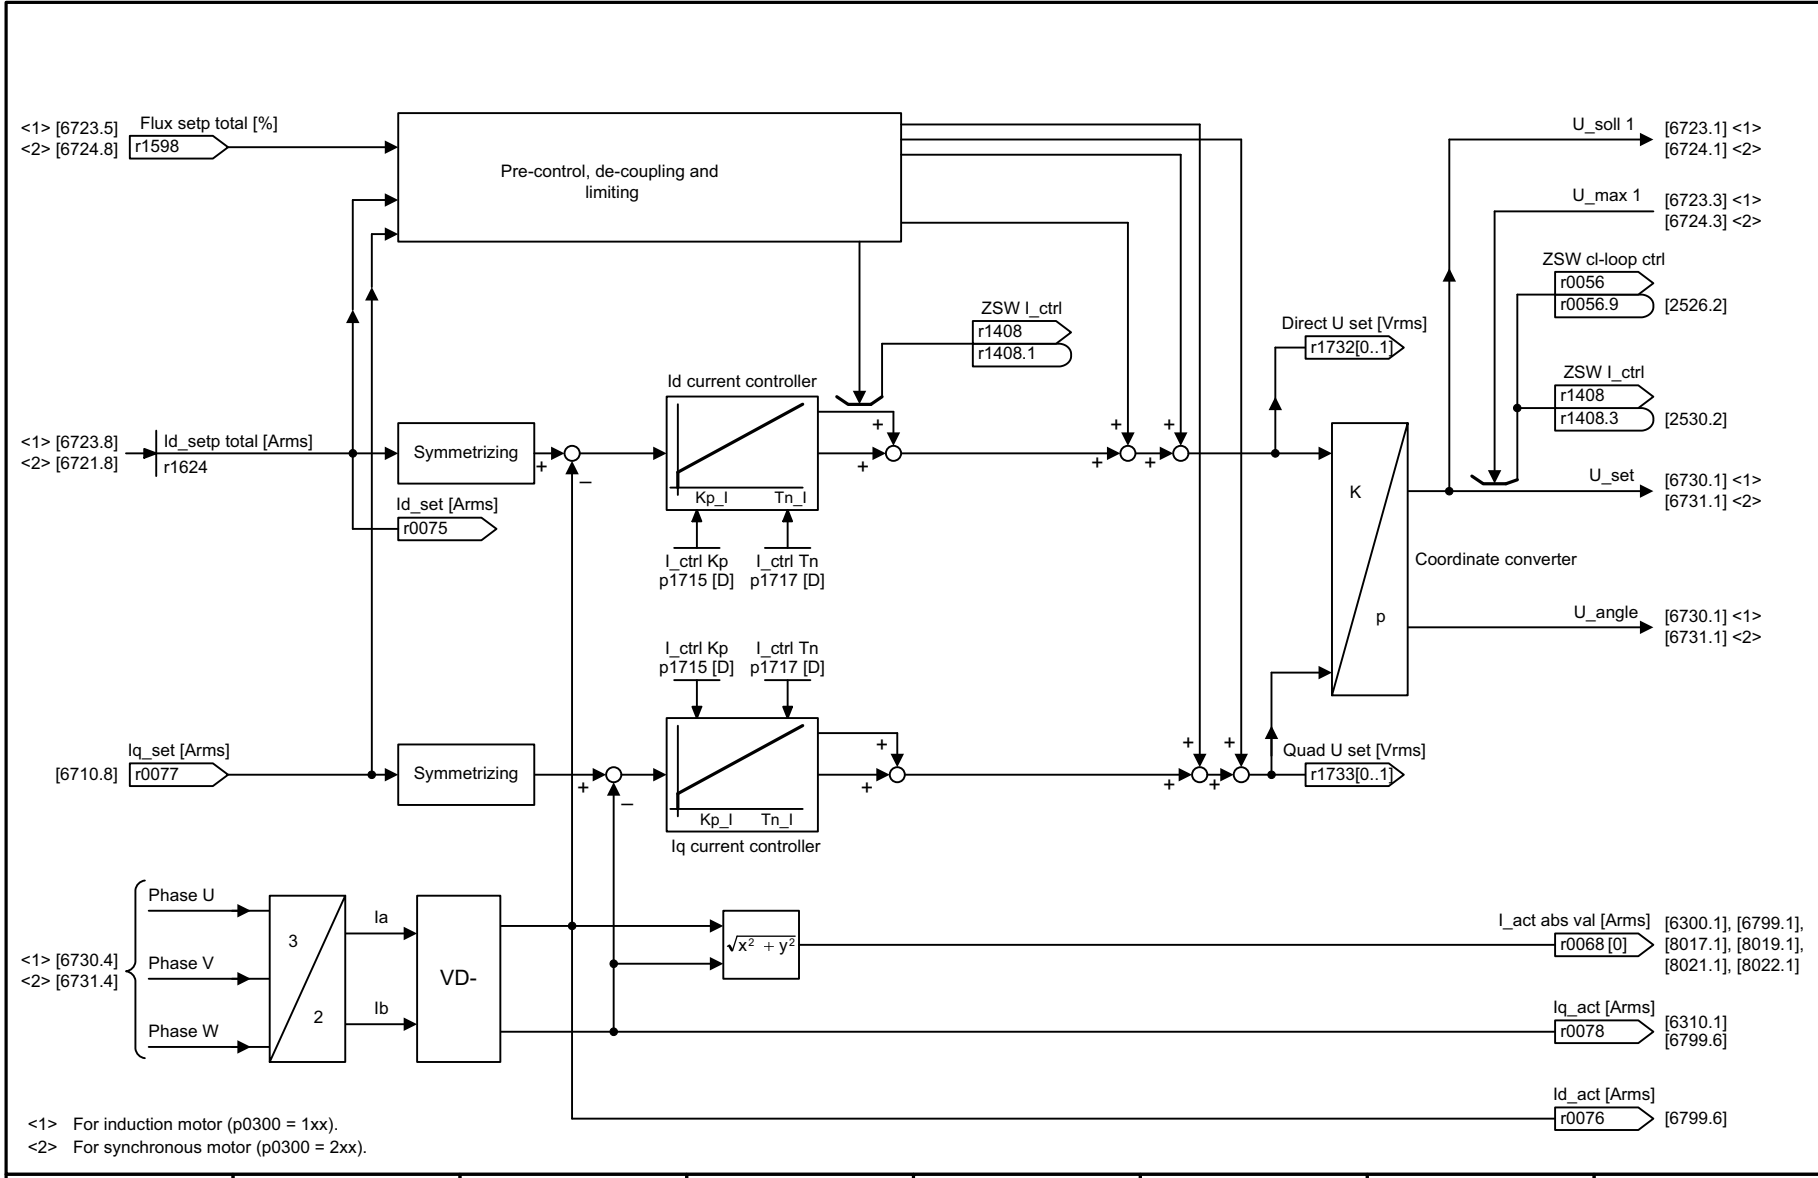 <1> [6723.5]
<2> [6724.8]
Flux setp total [%]
r1598
Pre-control, de-coupling and
limiting
U_soll 1
[6723.1] <1>
[6724.1] <2>
U_max 1
[6723.3] <1>
[6724.3] <2>
ZSW cl-loop ctrl
r0056
r0056.9
[2526.2]
ZSW I_ctrl
r1408
r1408.1
Direct U set [Vrms]
r1732[0..1]
ZSW I_ctrl
r1408
r1408.3
[2530.2]
Id current controller
<1> [6723.8]
<2> [6721.8]
Id_setp total [Arms]
r1624
Symmetrizing
+
–
Kp_I Tn_I
+
+
+
+
+
+
K
p
U_set
[6730.1] <1>
[6731.1] <2>
Id_set [Arms]
r0075
I_ctrl Kp
p1715 [D]
I_ctrl Tn
p1717 [D]
Coordinate converter
U_angle
[6730.1] <1>
[6731.1] <2>
I_ctrl Kp
p1715 [D]
I_ctrl Tn
p1717 [D]
[6710.8]
Iq_set [Arms]
r0077
Symmetrizing
+
–
Kp_I Tn_I
Iq current controller
+
+
+
+
+
+
Quad U set [Vrms]
r1733[0..1]
<1> [6730.4]
<2> [6731.4]
Phase U
Phase V
Phase W
3
2
Ia
Ib
VD-
√x² + y²
I_act abs val [Arms]
r0068 [0]
[6300.1], [6799.1],
[8017.1], [8019.1],
[8021.1], [8022.1]
Iq_act [Arms]
r0078
[6310.1]
[6799.6]
Id_act [Arms]
r0076
[6799.6]
<1> For induction motor (p0300 = 1xx).
<2> For synchronous motor (p0300 = 2xx).